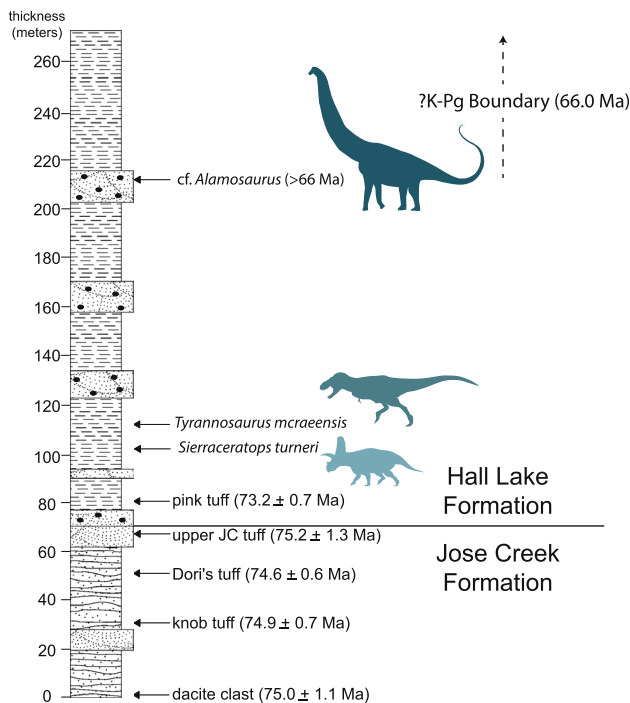 thickness
(meters)
260
240
?K-Pg Boundary (66.0 Ma)
220
cf. Alamosaurus (>66 Ma)
200
180
160
140
120
Tyrannosaurus mcraeensis
Sierraceratops turneri
100
Hall Lake
Formation
80
pink tuff (73.2 ± 0.7 Ma)
upper JC tuff (75.2 ± 1.3 Ma)
60
Jose Creek
Formation
Dori's tuff (74.6 ± 0.6 Ma)
40
knob tuff (74.9 ± 0.7 Ma)
20
0
dacite clast (75.0 ± 1.1 Ma)